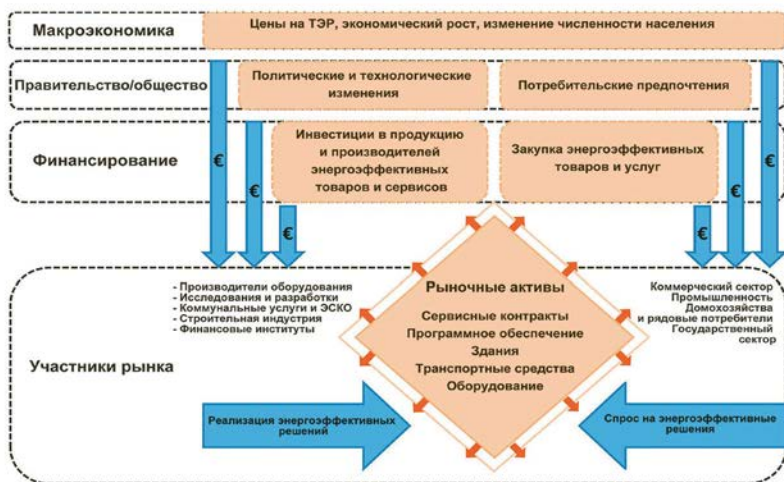 Макроэкономика
Цены на ТЭР, экономический рост, изменение численности населения
Правительство/общество
Политические и технологические
изменения
Потребительские предпочтения
Финансирование
Инвестиции в продукцию
и производителей
энергоэффективных
товаров и сервисов
Закупка энергоэффективных
товаров и услуг
€
€
€
€
€
€
Участники рынка
- Производители оборудования
- Исследования и разработки
- Коммунальные услуги и ЭСКО
- Строительная индустрия
- Финансовые институты
Рыночные активы
Сервисные контракты
Программное обеспечение
Здания
Транспортные средства
Оборудование
Коммерческий сектор
Промышленность
Домохозяйства
и рядовые потребители
Государственный
сектор
Реализация энергоэффективных
решений
Спрос на энергоэффективные
решения